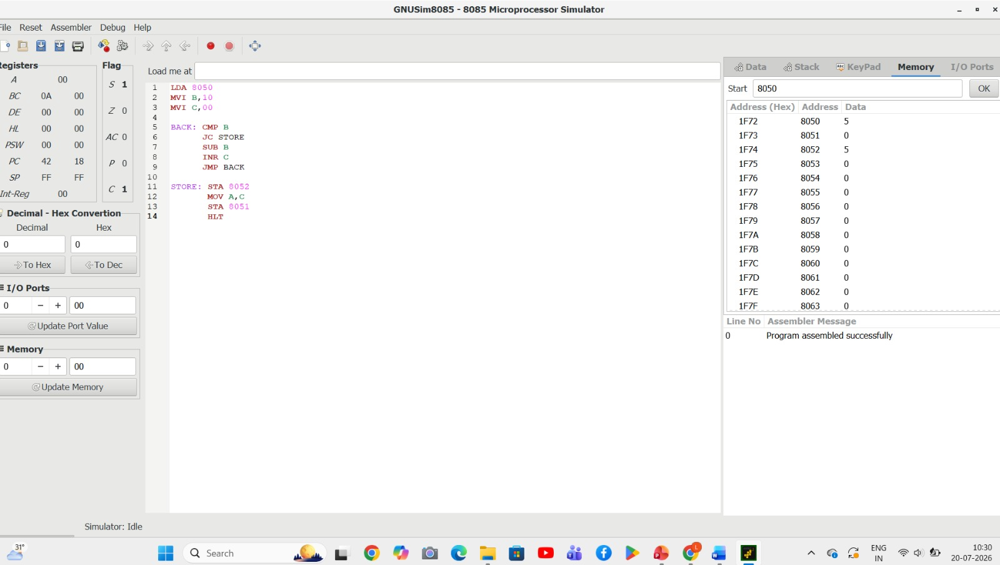 GNUSim8085 - 8085 Microprocessor Simulator
File Reset Assembler Debug Help
Registers
A 00
BC 0A 00
DE 00 00
HL 00 00
PSW 00 00
PC 42 18
SP FF FF
Int-Reg 00
Flag
S 1
Z 0
AC 0
P 0
C 1
Decimal - Hex Convertion
Decimal Hex
0 0
To Hex To Dec
I/O Ports
0 - + 00
Update Port Value
Memory
0 - + 00
Update Memory
Load me at
1 LDA 8050
2 MVI B,10
3 MVI C,00
4
5 BACK: CMP B
6 JC STORE
7 SUB B
8 INR C
9 JMP BACK
10
11 STORE: STA 8052
12 MOV A,C
13 STA 8051
14 HLT
Data Stack KeyPad Memory I/O Ports
Start 8050 OK
Address (Hex) Address Data
1F72 8050 5
1F73 8051 0
1F74 8052 5
1F75 8053 0
1F76 8054 0
1F77 8055 0
1F78 8056 0
1F79 8057 0
1F7A 8058 0
1F7B 8059 0
1F7C 8060 0
1F7D 8061 0
1F7E 8062 0
1F7F 8063 0
Line No Assembler Message
0 Program assembled successfully
Simulator: Idle
31°
Search
ENG
IN
10:30
20-07-2026